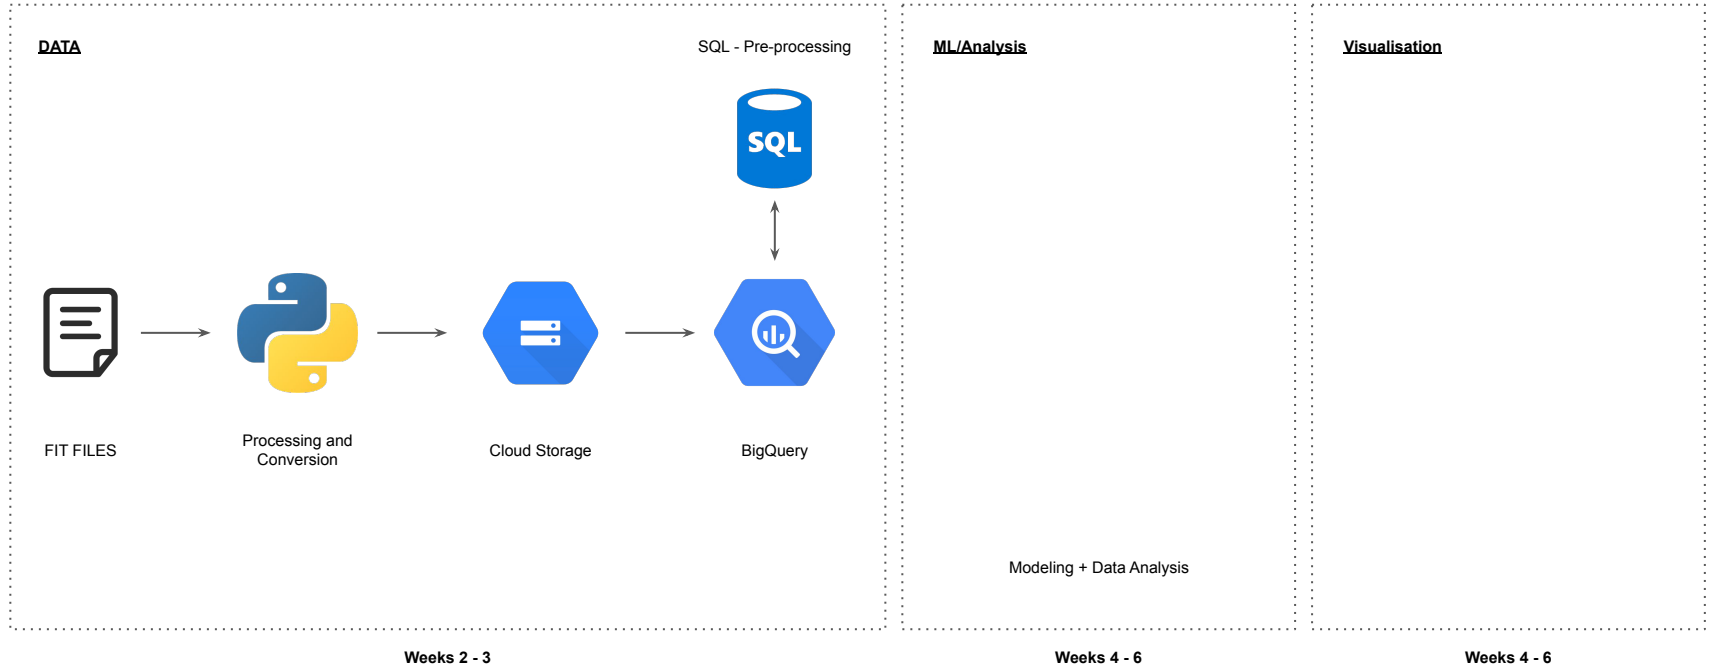 DATA
SQL - Pre-processing
SQL
FIT FILES
Processing and
Conversion
Cloud Storage
BigQuery
Weeks 2 - 3
ML/Analysis
Modeling + Data Analysis
Weeks 4 - 6
Visualisation
Weeks 4 - 6